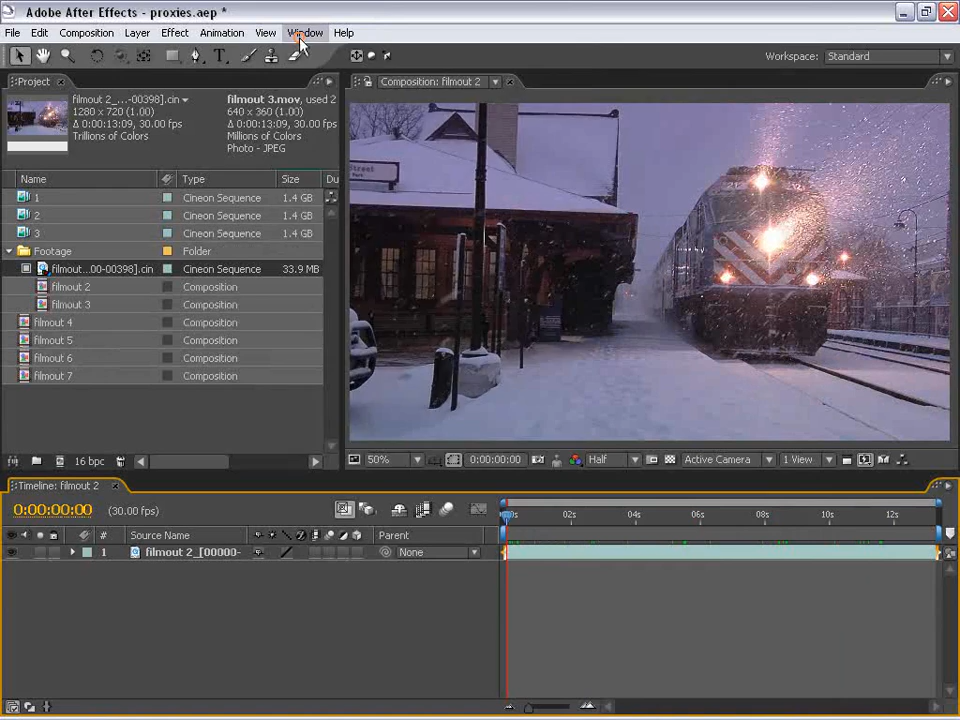 Adobe After Effects - proxies.aep *
File Edit Composition Layer Effect Animation View Window Help
Workspace: Standard
Project
filmout 2_...-00398].cin
1280 x 720 (1.00)
Δ 0:00:13:09, 30.00 fps
Trillions of Colors
filmout 3.mov, used 2
640 x 360 (1.00)
Δ 0:00:13:09, 30.00 fps
Millions of Colors
Photo - JPEG
Name Type Size Du
1 Cineon Sequence 1.4 GB
2 Cineon Sequence 1.4 GB
3 Cineon Sequence 1.4 GB
Footage Folder
filmout...00-00398].cin Cineon Sequence 33.9 MB
filmout 2 Composition
filmout 3 Composition
filmout 4 Composition
filmout 5 Composition
filmout 6 Composition
filmout 7 Composition
16 bpc
Composition: filmout 2
Street
Park
50% 0:00:00:00 Half Active Camera 1 View
Timeline: filmout 2
0:00:00:00 (30.00 fps)
00s 02s 04s 06s 08s 10s 12s
# Source Name Parent
1 filmout 2_[00000- None